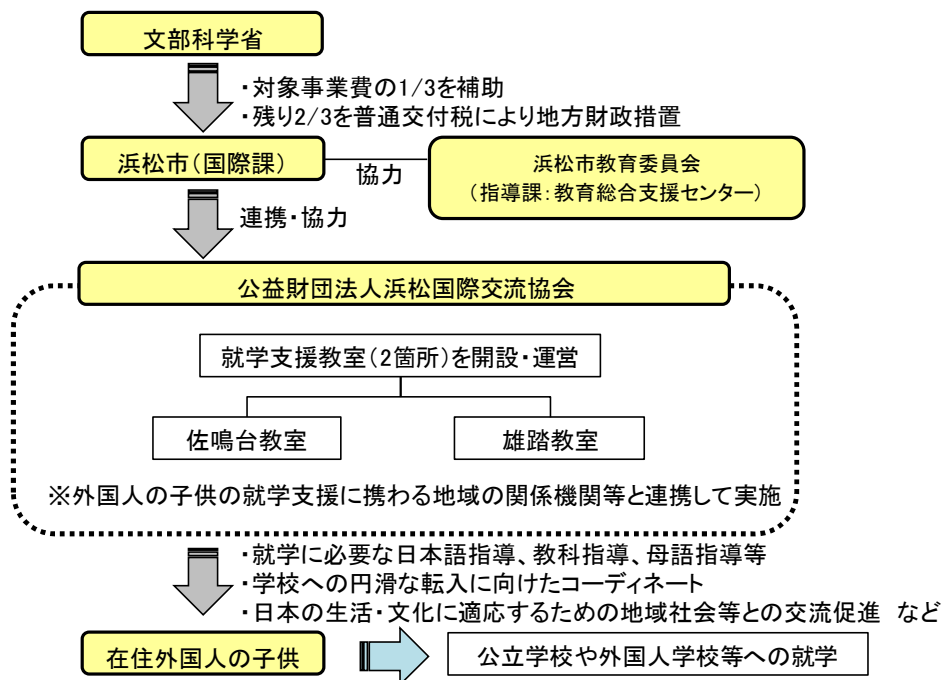 文部科学省
・対象事業費の1/3を補助
・残り2/3を普通交付税により地方財政措置
浜松市(国際課)
協力
浜松市教育委員会
(指導課:教育総合支援センター)
連携・協力
公益財団法人浜松国際交流協会
就学支援教室(2箇所)を開設・運営
佐鳴台教室
雄踏教室
※外国人の子供の就学支援に携わる地域の関係機関等と連携して実施
・就学に必要な日本語指導、教科指導、母語指導等
・学校への円滑な転入に向けたコーディネート
・日本の生活・文化に適応するための地域社会等との交流促進 など
在住外国人の子供
公立学校や外国人学校等への就学